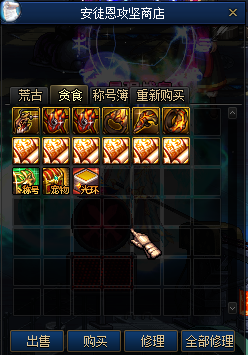 安徒恩攻坚商店
荒古 贪食 称号簿 重新购买
称号 宠物 光环
出售 购买 修理 全部修理